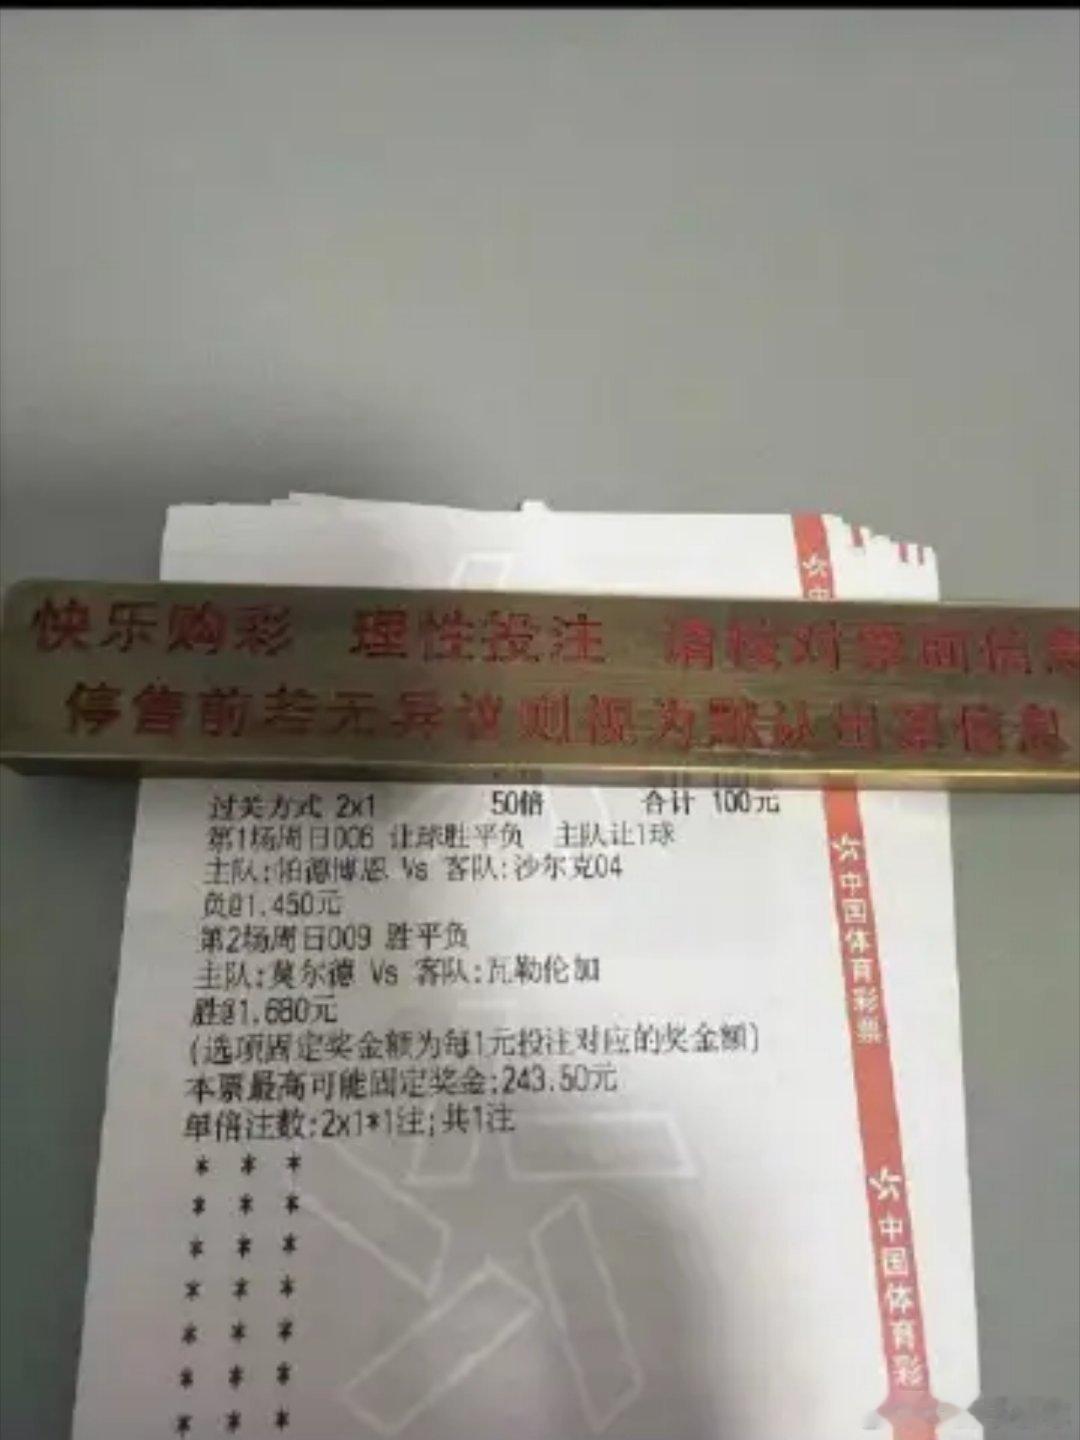 快乐购彩 理性投注 请核对票面信息
停售前若无异议则视为默认出票信息
过关方式 2x1 50倍 合计 100元
第1场周日006 让球胜平负 主队让1球
主队:帕德博恩 Vs 客队:沙尔克04
负@1.450元
第2场周日009 胜平负
主队:莫尔德 Vs 客队:瓦勒伦加
胜@1.680元
(选项固定奖金额为每1元投注对应的奖金额)
本票最高可能固定奖金:243.50元
单倍注数:2x1*1注;共1注
* * *
* * *
* * *
* * *
* * *
* * *
* * *
中
中国体育彩票
中国体育彩